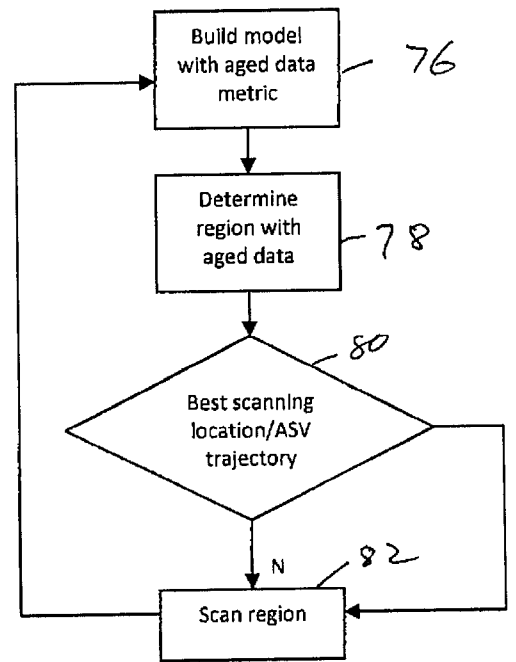 Build model
with aged data
metric
76
Determine
region with
aged data
78
80
Best scanning
location/ASV
trajectory
N
82
Scan region